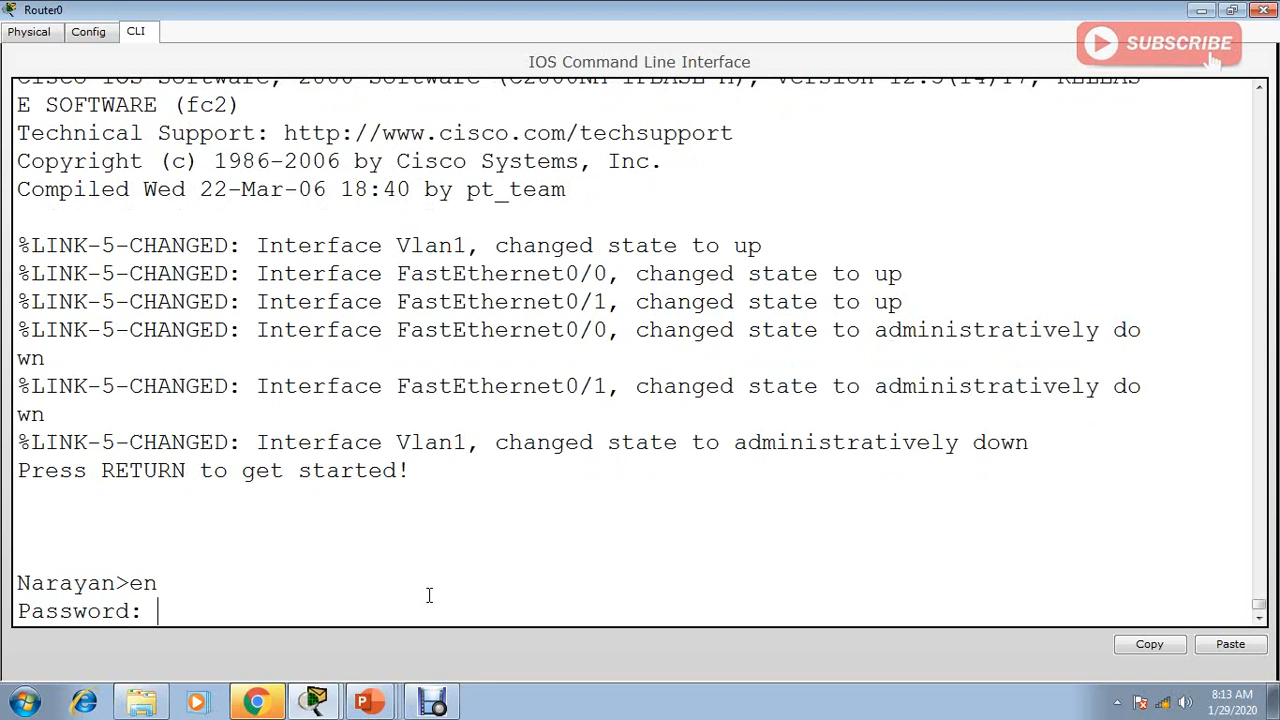 Router0
Physical Config CLI
SUBSCRIBE
IOS Command Line Interface
E SOFTWARE (fc2)
Technical Support: http://www.cisco.com/techsupport
Copyright (c) 1986-2006 by Cisco Systems, Inc.
Compiled Wed 22-Mar-06 18:40 by pt_team
%LINK-5-CHANGED: Interface Vlan1, changed state to up
%LINK-5-CHANGED: Interface FastEthernet0/0, changed state to up
%LINK-5-CHANGED: Interface FastEthernet0/1, changed state to up
%LINK-5-CHANGED: Interface FastEthernet0/0, changed state to administratively do
wn
%LINK-5-CHANGED: Interface FastEthernet0/1, changed state to administratively do
wn
%LINK-5-CHANGED: Interface Vlan1, changed state to administratively down
Press RETURN to get started!
Narayan>en
Password:
Copy Paste
8:13 AM
1/29/2020